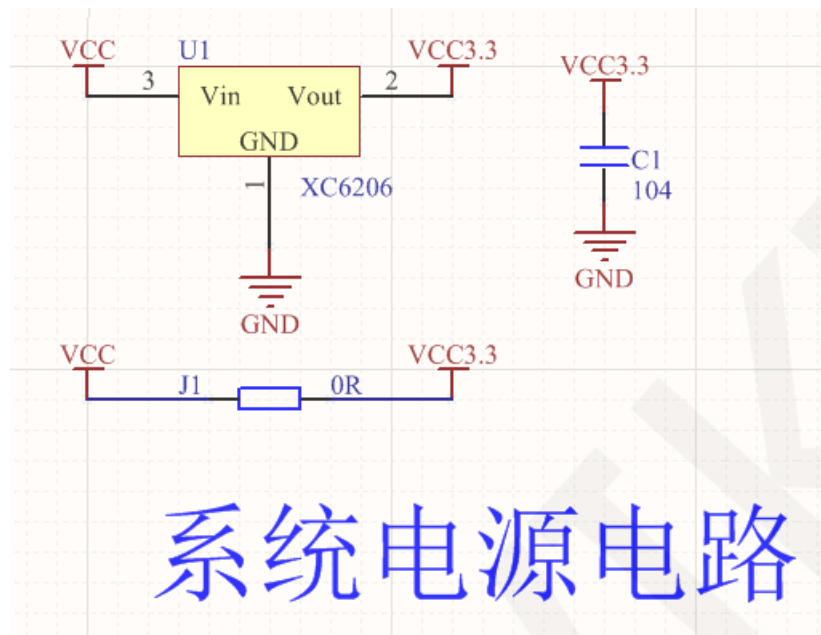 VCC U1 VCC3.3
3 Vin Vout 2
GND
1 XC6206
GND
VCC3.3
C1
104
GND
VCC VCC3.3
J1 0R
系统电源电路